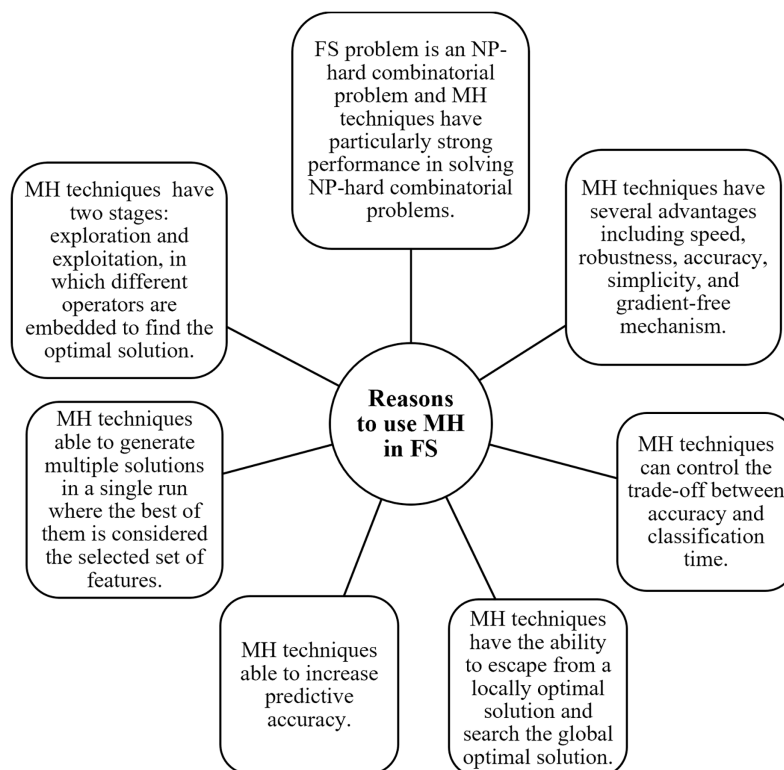 FS problem is an NP-
hard combinatorial
problem and MH
techniques have
particularly strong
performance in solving
NP-hard combinatorial
problems.
MH techniques have
several advantages
including speed,
robustness, accuracy,
simplicity, and
gradient-free
mechanism.
MH techniques
can control the
trade-off between
accuracy and
classification
time.
MH techniques
have the ability
to escape from a
locally optimal
solution and
search the global
optimal solution.
MH techniques
able to increase
predictive
accuracy.
MH techniques
able to generate
multiple solutions
in a single run
where the best of
them is considered
the selected set of
features.
MH techniques have
two stages:
exploration and
exploitation, in
which different
operators are
embedded to find the
optimal solution.
Reasons
to use MH
in FS